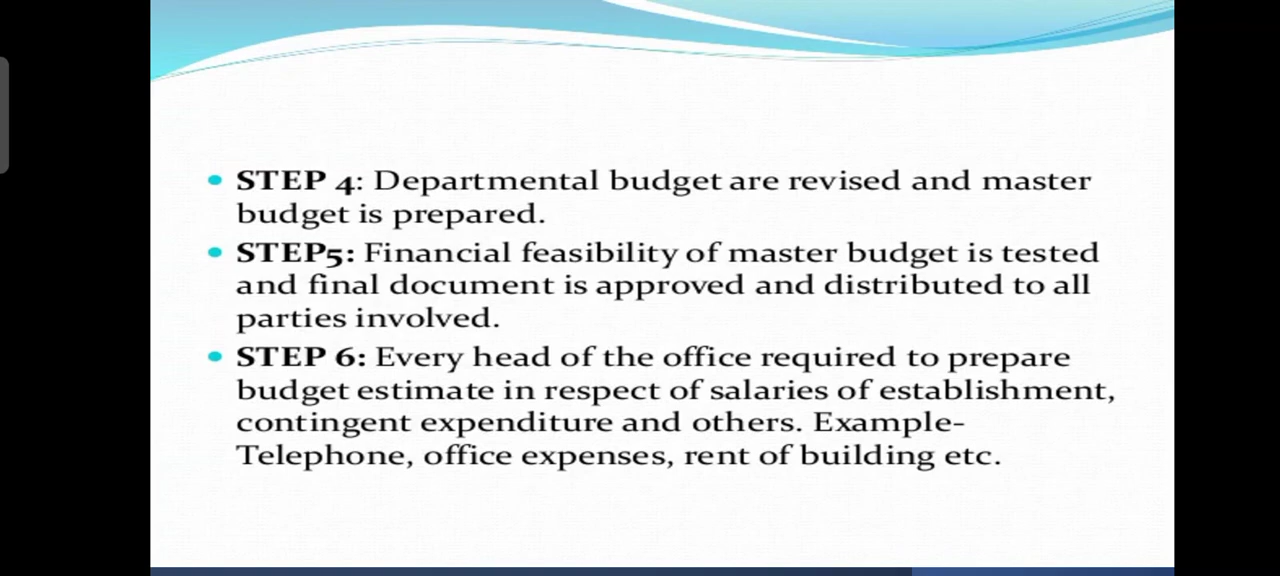 STEP 4: Departmental budget are revised and master
budget is prepared.
STEP5: Financial feasibility of master budget is tested
and final document is approved and distributed to all
parties involved.
STEP 6: Every head of the office required to prepare
budget estimate in respect of salaries of establishment,
contingent expenditure and others. Example-
Telephone, office expenses, rent of building etc.